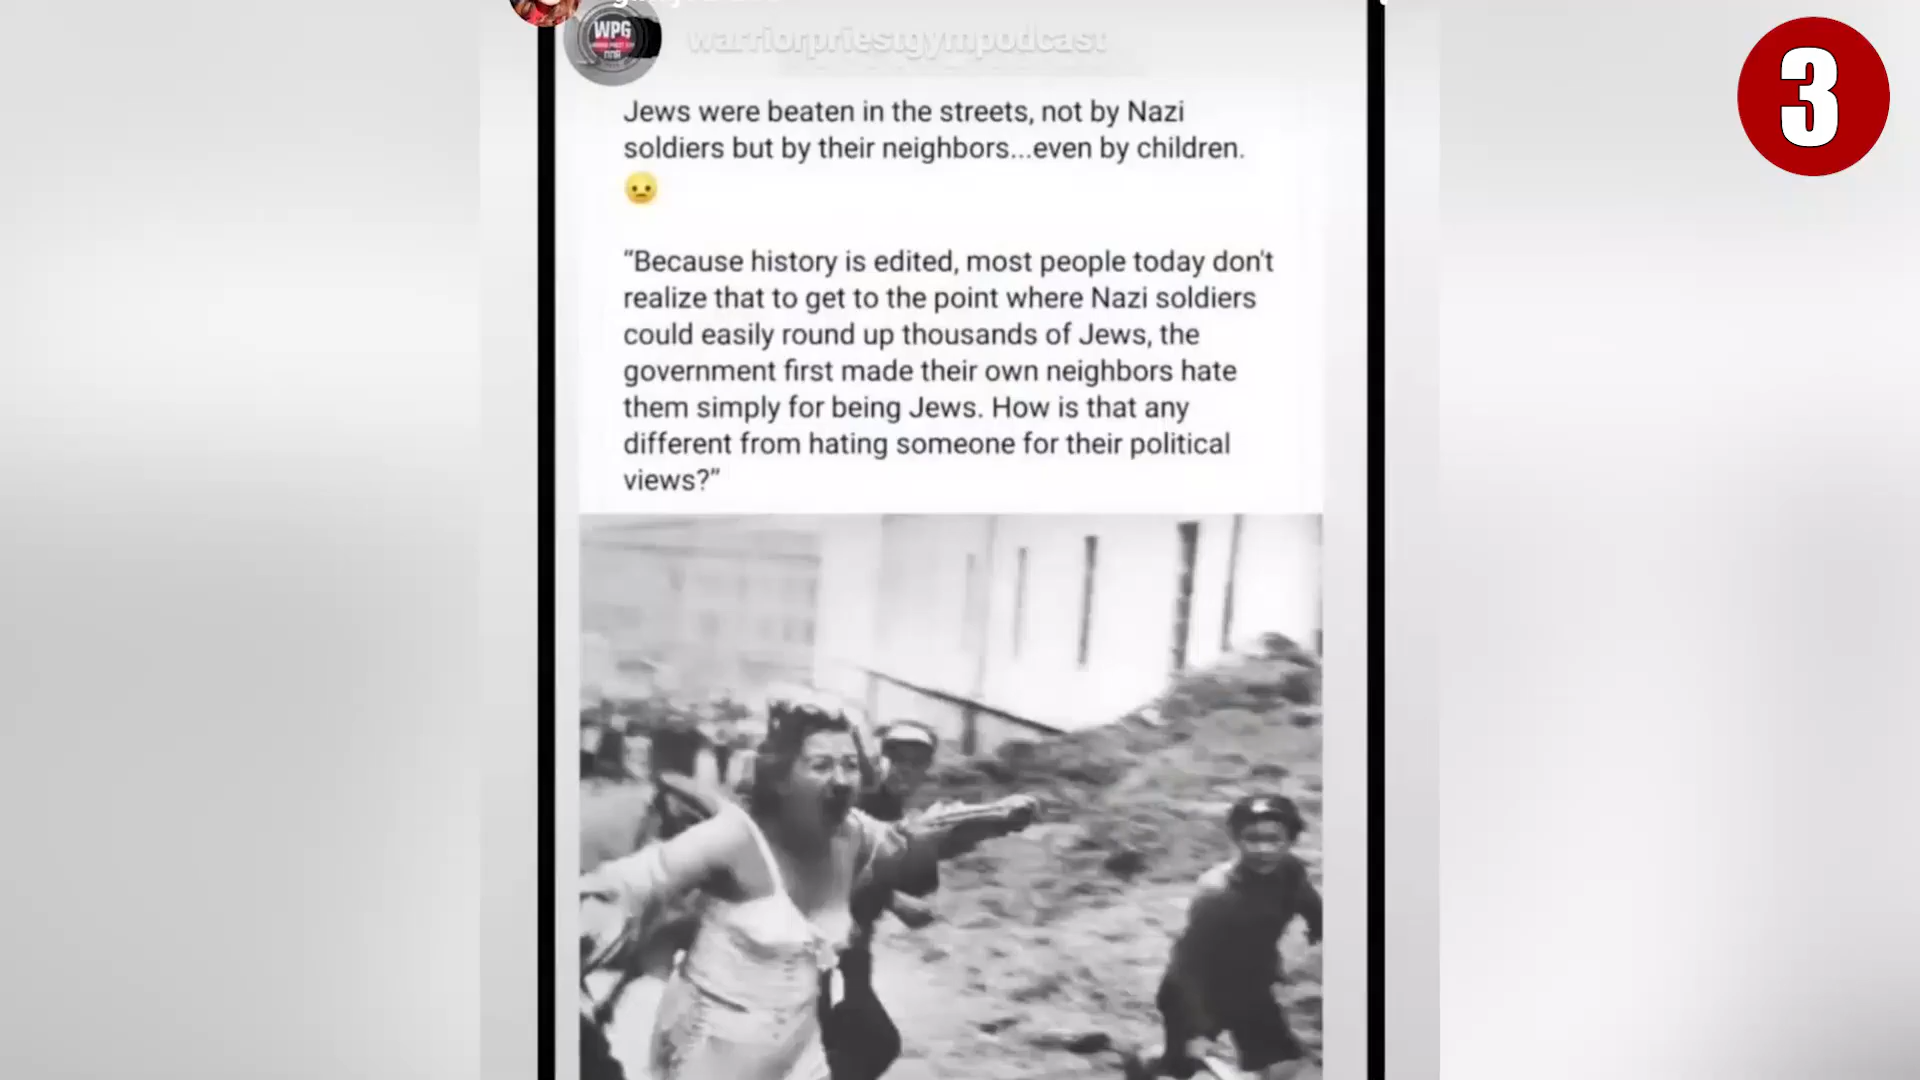 WPG
warriorpriestgympodcast
3
Jews were beaten in the streets, not by Nazi
soldiers but by their neighbors...even by children.
😐
“Because history is edited, most people today don't
realize that to get to the point where Nazi soldiers
could easily round up thousands of Jews, the
government first made their own neighbors hate
them simply for being Jews. How is that any
different from hating someone for their political
views?”